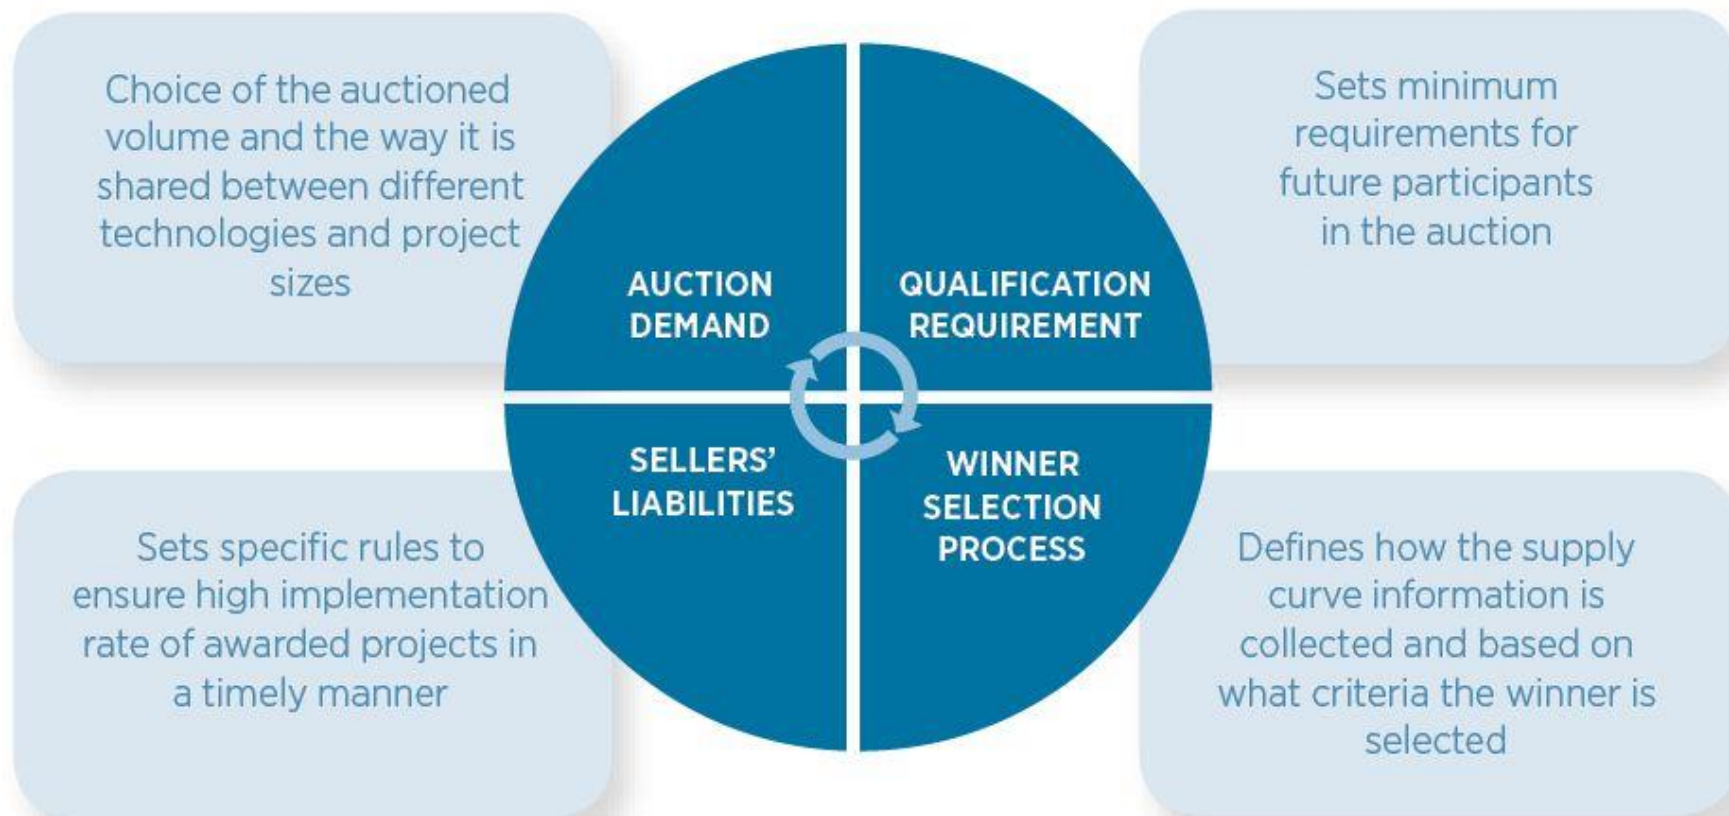 Choice of the auctioned
volume and the way it is
shared between different
technologies and project
sizes
AUCTION
DEMAND
QUALIFICATION
REQUIREMENT
Sets minimum
requirements for
future participants
in the auction
Sets specific rules to
ensure high implementation
rate of awarded projects in
a timely manner
SELLERS'
LIABILITIES
WINNER
SELECTION
PROCESS
Defines how the supply
curve information is
collected and based on
what criteria the winner is
selected